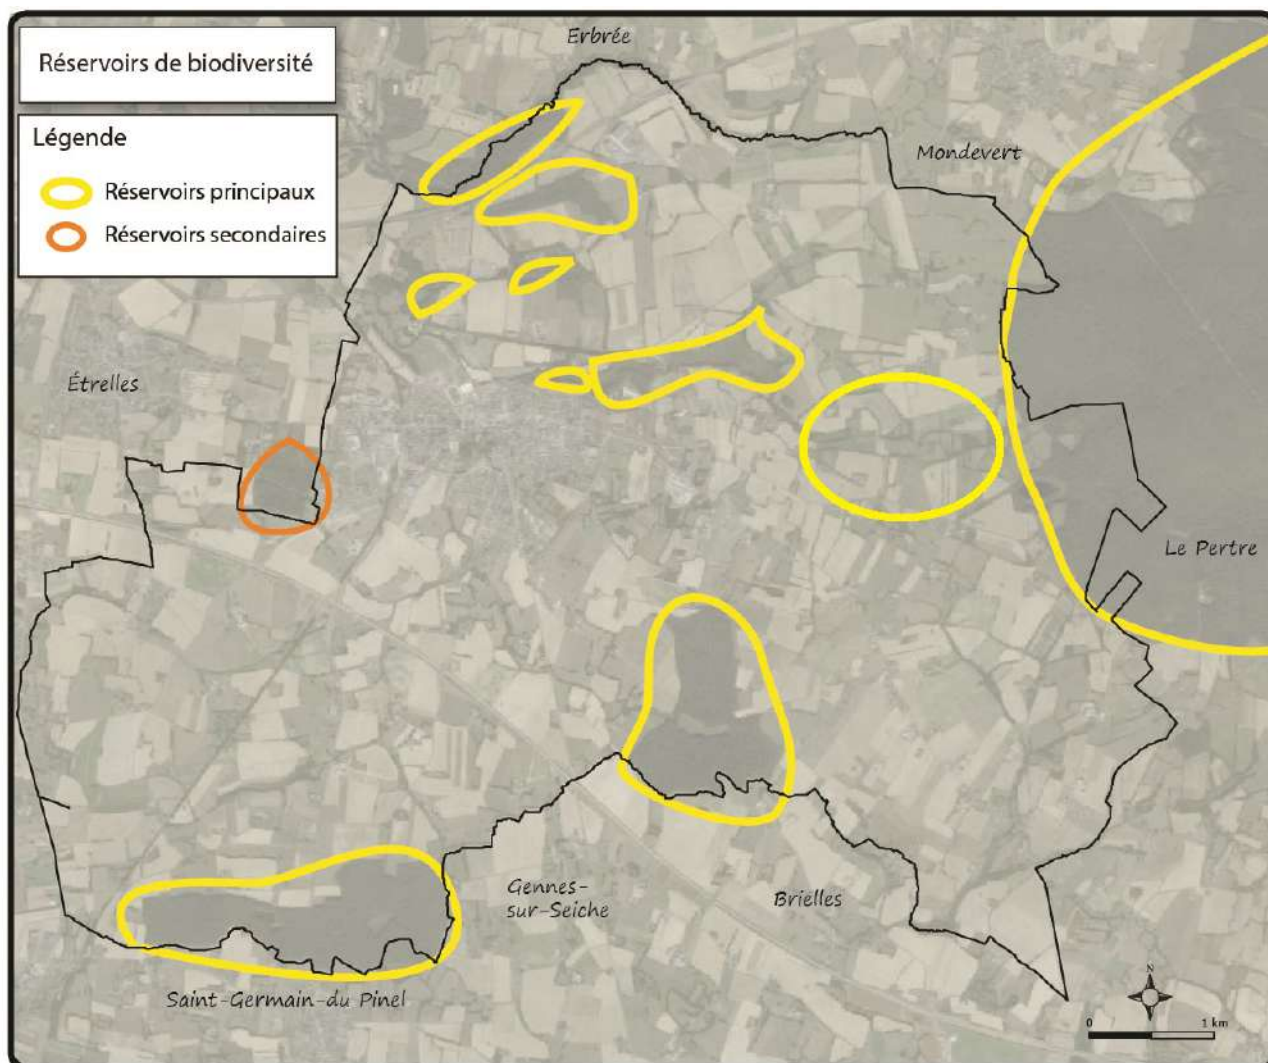 Réservoirs de biodiversité
Légende
Réservoirs principaux
Réservoirs secondaires
Erbrée
Mondevert
Étrelles
Le Pertre
Gennes-
sur-Seiche
Brielles
Saint-Germain-du Pinel
N
0 1 km